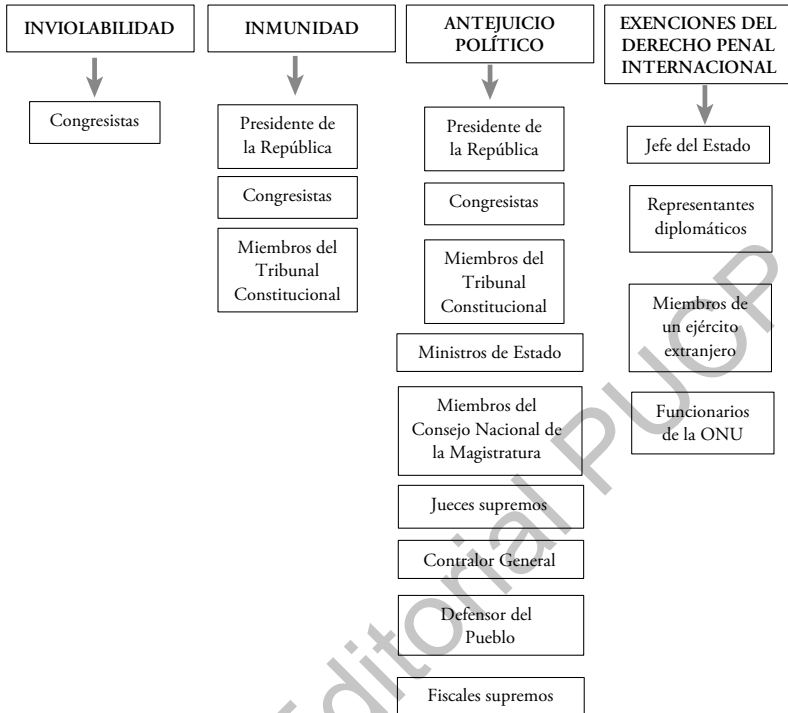 INVIOLABILIDAD
Congresistas
INMUNIDAD
Presidente de
la República
Congresistas
Miembros del
Tribunal
Constitucional
ANTEJUICIO
POLÍTICO
Presidente de
la República
Congresistas
Miembros del
Tribunal
Constitucional
Ministros de Estado
Miembros del
Consejo Nacional de
la Magistratura
Jueces supremos
Contralor General
Defensor del
Pueblo
Fiscales supremos
EXENCIONES DEL
DERECHO PENAL
INTERNACIONAL
Jefe del Estado
Representantes
diplomáticos
Miembros de
un ejército
extranjero
Funcionarios
de la ONU
Editorial PUCP